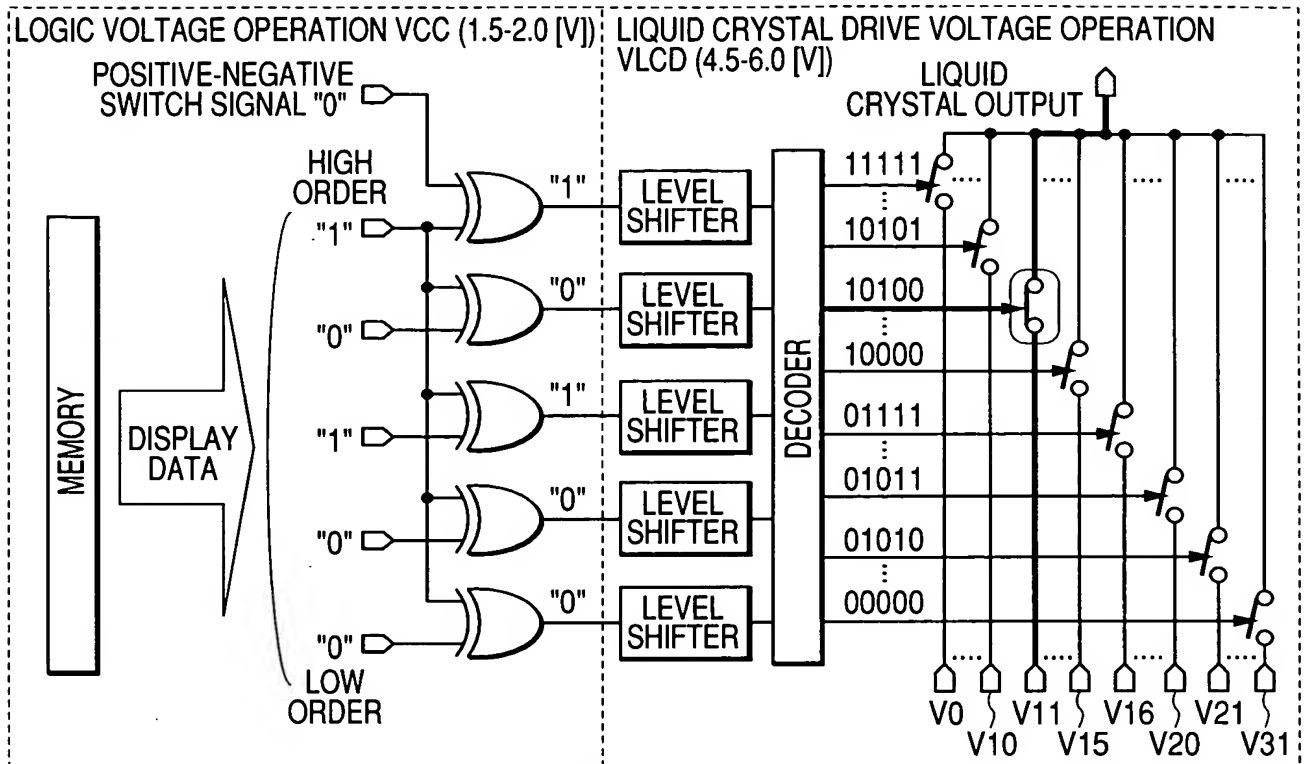 LOGIC VOLTAGE OPERATION VCC (1.5-2.0 [V])
POSITIVE-NEGATIVE
SWITCH SIGNAL "0"
HIGH
ORDER
"1"
"0"
"1"
"0"
"0"
LOW
ORDER
MEMORY
DISPLAY
DATA
"1"
"0"
"1"
"0"
"0"
LIQUID CRYSTAL DRIVE VOLTAGE OPERATION
VLCD (4.5-6.0 [V])
LIQUID
CRYSTAL OUTPUT
LEVEL
SHIFTER
LEVEL
SHIFTER
LEVEL
SHIFTER
LEVEL
SHIFTER
LEVEL
SHIFTER
DECODER
11111
10101
10100
10000
01111
01011
01010
00000
V0
V10
V11
V15
V16
V20
V21
V31